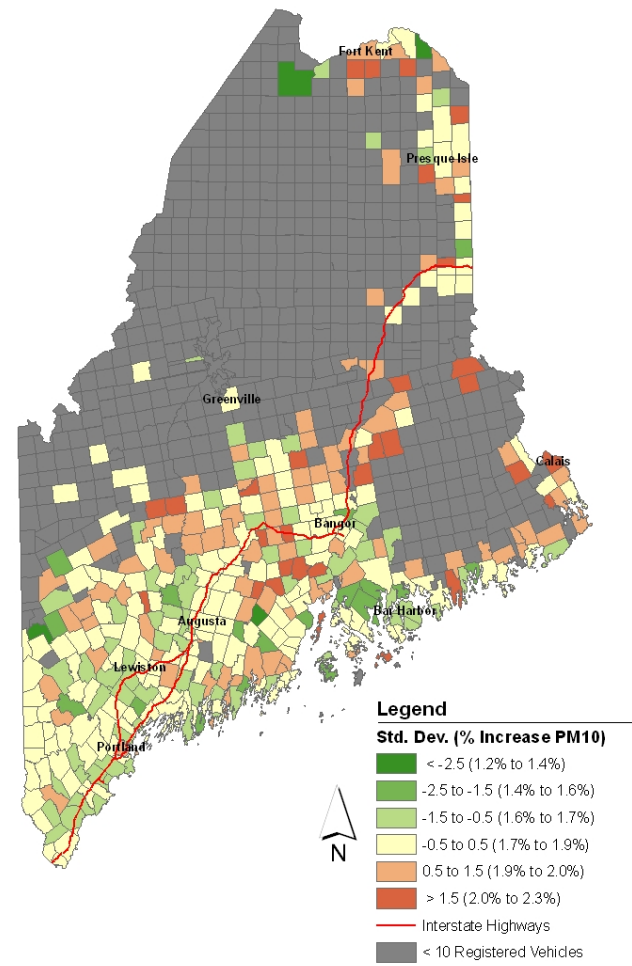 Fort Kent
Presque Isle
Greenville
Calais
Bangor
Bar Harbor
Augusta
Lewiston
Portland
N
Legend
Std. Dev. (% Increase PM10)
< -2.5 (1.2% to 1.4%)
-2.5 to -1.5 (1.4% to 1.6%)
-1.5 to -0.5 (1.6% to 1.7%)
-0.5 to 0.5 (1.7% to 1.9%)
0.5 to 1.5 (1.9% to 2.0%)
> 1.5 (2.0% to 2.3%)
Interstate Highways
< 10 Registered Vehicles